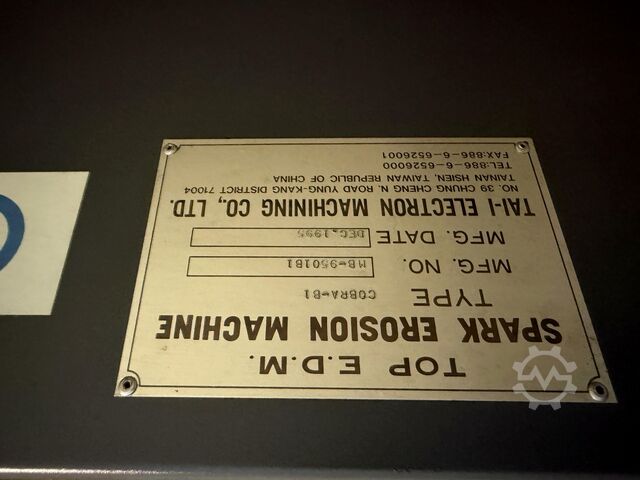 TOP E.D.M.
SPARK EROSION MACHINE
TYPE COBRA-B1
MFG. NO. MB-9501B1
MFG. DATE DEC,1995
TAI-I ELECTRON MACHINING CO., LTD.
NO. 39 CHUNG CHENG N. ROAD YUNG-KANG DISTRICT 71004
TAINAN HSIEN, TAIWAN REPUBLIC OF CHINA
TEL:886-6-6526000
FAX:886-6-6526001